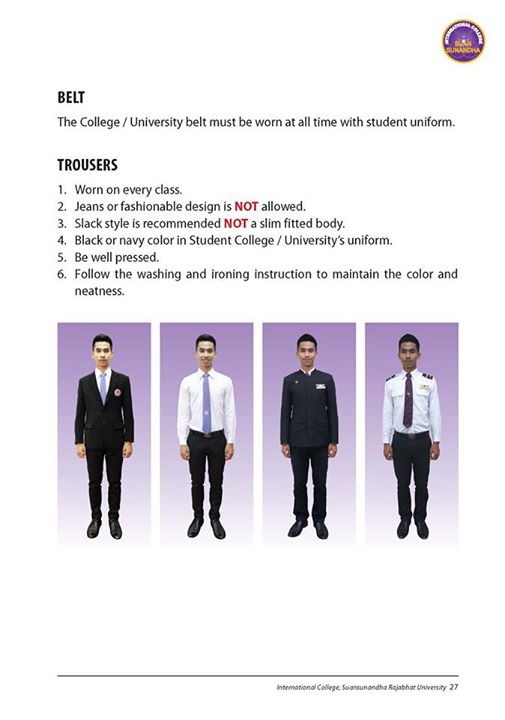 INTERNATIONAL COLLEGE
SUAN
SUNANDHA
BELT
The College / University belt must be worn at all time with student uniform.
TROUSERS
1. Worn on every class.
2. Jeans or fashionable design is NOT allowed.
3. Slack style is recommended NOT a slim fitted body.
4. Black or navy color in Student College / University's uniform.
5. Be well pressed.
6. Follow the washing and ironing instruction to maintain the color and
neatness.
International College, Suansunandha Rajabhat University 27